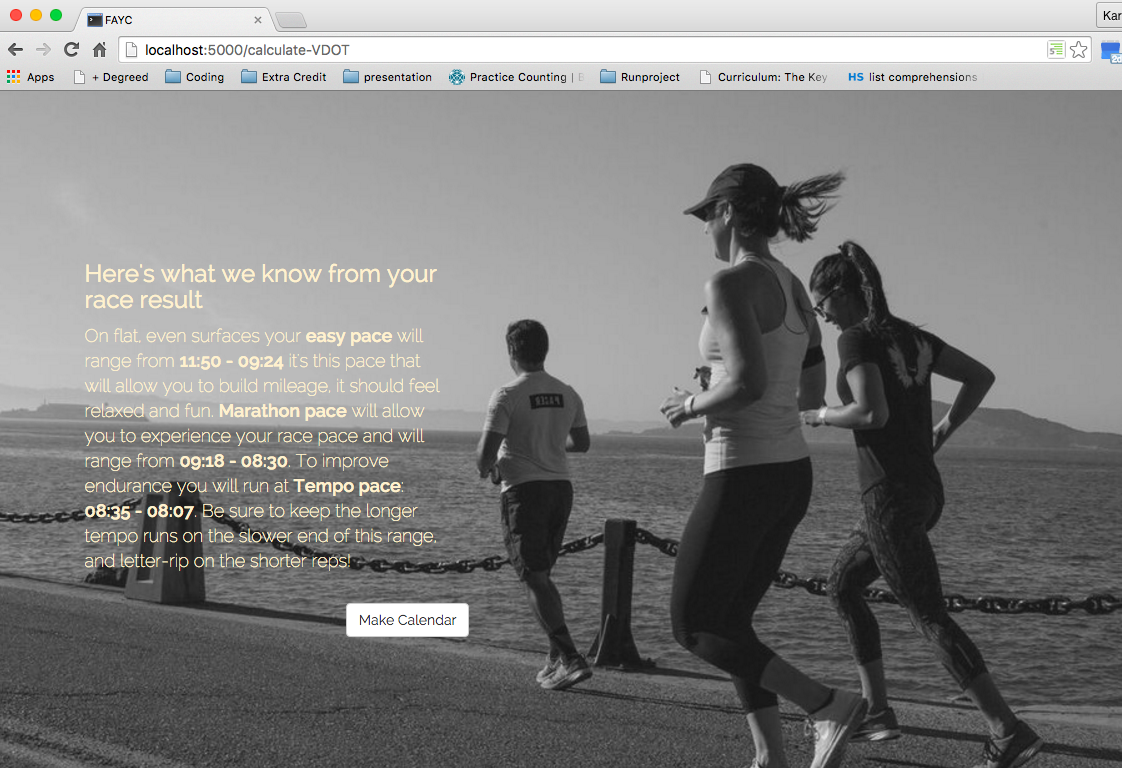 FAYC
Kar
localhost:5000/calculate-VDOT
Apps
+ Degreed
Coding
Extra Credit
presentation
Practice Counting |
Runproject
Curriculum: The Key
HS list comprehensions
Here's what we know from your
race result
On flat, even surfaces your easy pace will
range from 11:50 - 09:24 it's this pace that
will allow you to build mileage, it should feel
relaxed and fun. Marathon pace will allow
you to experience your race pace and will
range from 09:18 - 08:30. To improve
endurance you will run at Tempo pace:
08:35 - 08:07. Be sure to keep the longer
tempo runs on the slower end of this range,
and letter-rip on the shorter reps!
Make Calendar
PACER